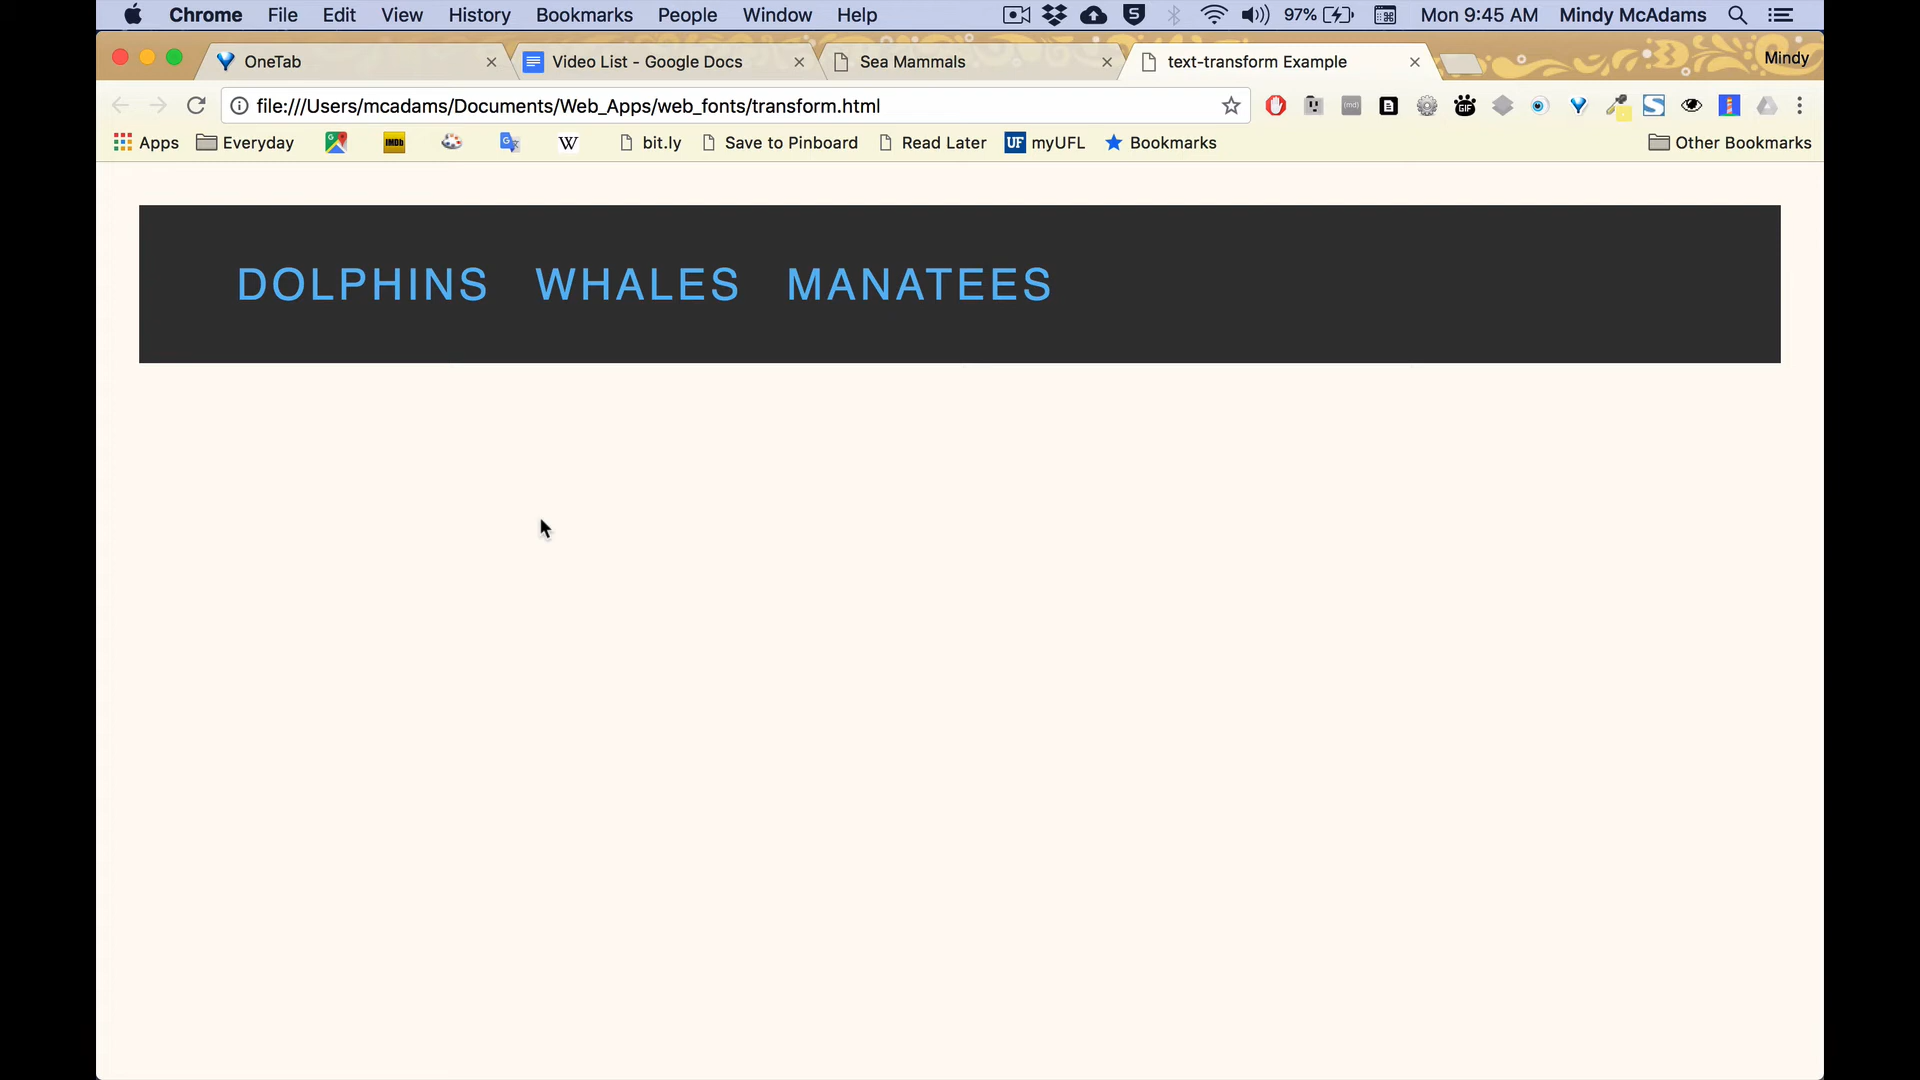 Chrome File Edit View History Bookmarks People Window Help 97% Mon 9:45 AM Mindy McAdams
OneTab Video List - Google Docs Sea Mammals text-transform Example Mindy
file:///Users/mcadams/Documents/Web_Apps/web_fonts/transform.html
Apps Everyday IMDb W bit.ly Save to Pinboard Read Later UF myUFL Bookmarks Other Bookmarks
DOLPHINS WHALES MANATEES